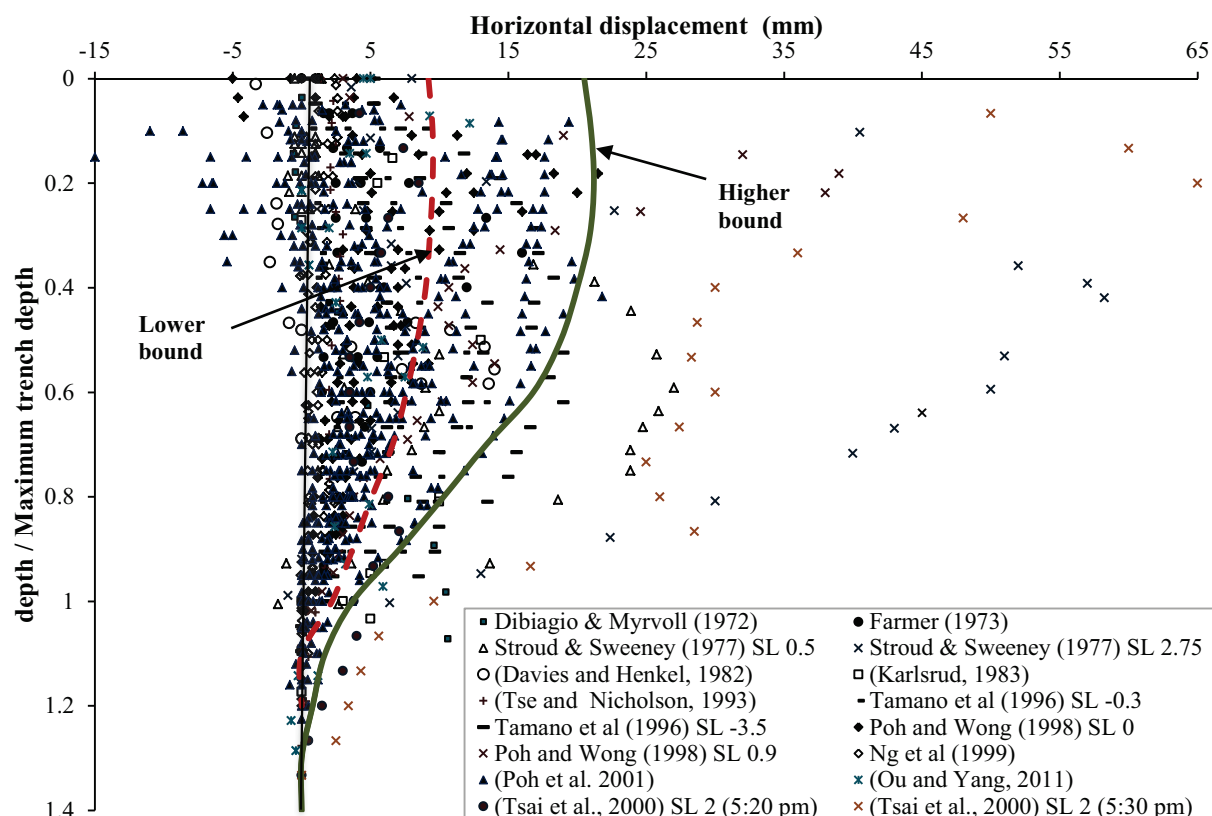 Horizontal displacement (mm)
-15 -5 5 15 25 35 45 55 65
0
0.2
0.4
0.6
0.8
1
1.2
1.4
depth / Maximum trench depth
Higher
bound
Lower
bound
Dibiagio & Myrvoll (1972) Farmer (1973)
Stroud & Sweeney (1977) SL 0.5 Stroud & Sweeney (1977) SL 2.75
(Davies and Henkel, 1982) (Karlsrud, 1983)
(Tse and Nicholson, 1993) Tamano et al (1996) SL -0.3
Tamano et al (1996) SL -3.5 Poh and Wong (1998) SL 0
Poh and Wong (1998) SL 0.9 Ng et al (1999)
(Poh et al. 2001) (Ou and Yang, 2011)
(Tsai et al., 2000) SL 2 (5:20 pm) (Tsai et al., 2000) SL 2 (5:30 pm)